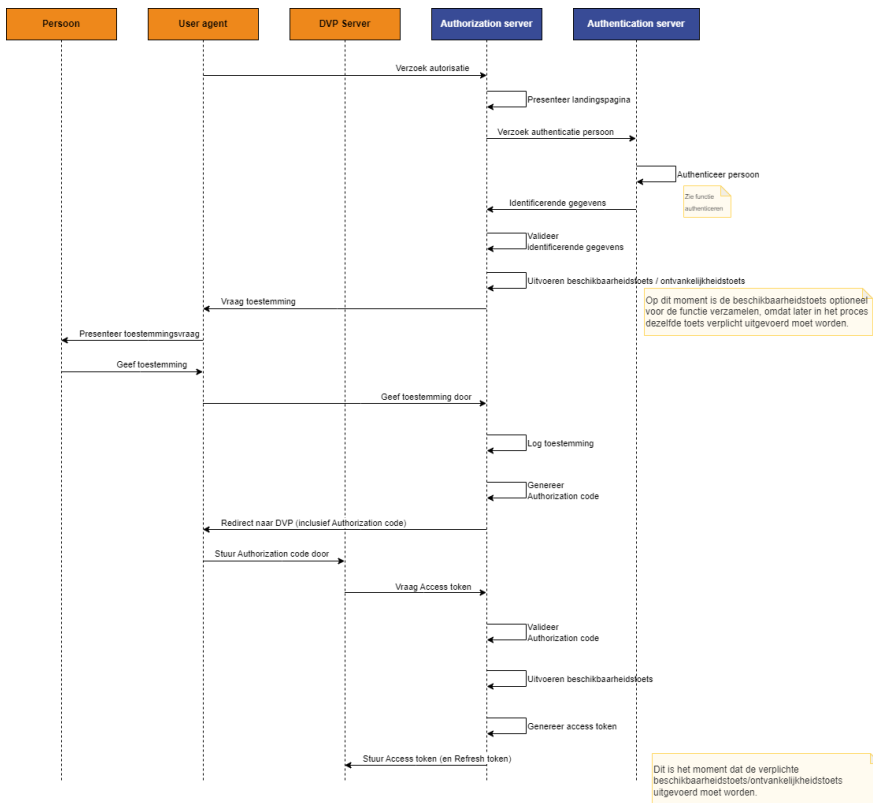 Persoon
User agent
DVP Server
Authorization server
Authentication server
Verzoek autorisatie
Presenteer landingspagina
Verzoek authenticatie persoon
Authenticeer persoon
Zie functie
authenticeren
Identificerende gegevens
Valideer
identificerende gegevens
Uitvoeren beschikbaarheidstoets / ontvankelijkheidstoets
Op dit moment is de beschikbaarheidstoets optioneel
voor de functie verzamelen, omdat later in het proces
dezelfde toets verplicht uitgevoerd moet worden.
Vraag toestemming
Presenteer toestemmingsvraag
Geef toestemming
Geef toestemming door
Log toestemming
Genereer
Authorization code
Redirect naar DVP (inclusief Authorization code)
Stuur Authorization code door
Vraag Access token
Valideer
Authorization code
Uitvoeren beschikbaarheidstoets
Genereer access token
Stuur Access token (en Refresh token)
Dit is het moment dat de verplichte
beschikbaarheidstoets/ontvankelijkheidstoets
uitgevoerd moet worden.